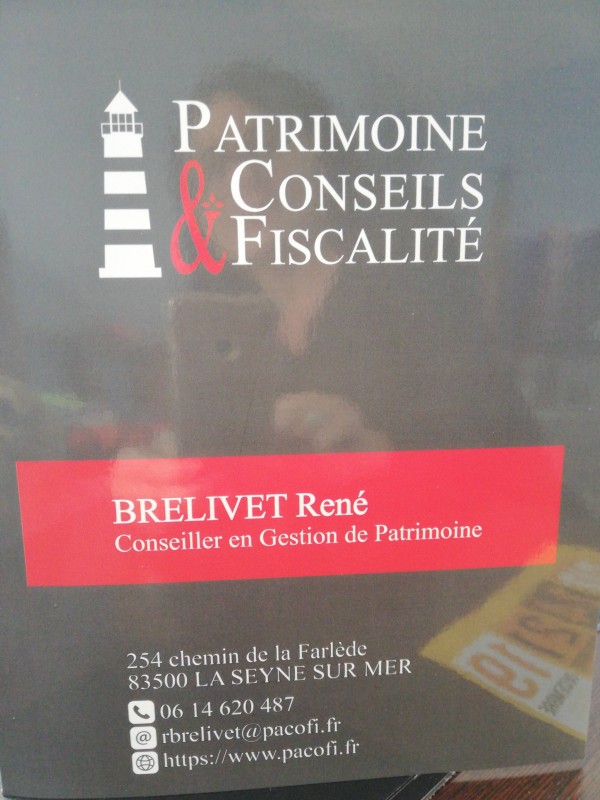 PATRIMOINE
& CONSEILS
FISCALITÉ
BRELIVET René
Conseiller en Gestion de Patrimoine
254 chemin de la Farlède
83500 LA SEYNE SUR MER
06 14 620 487
@ rbrelivet@pacofi.fr
https://www.pacofi.fr